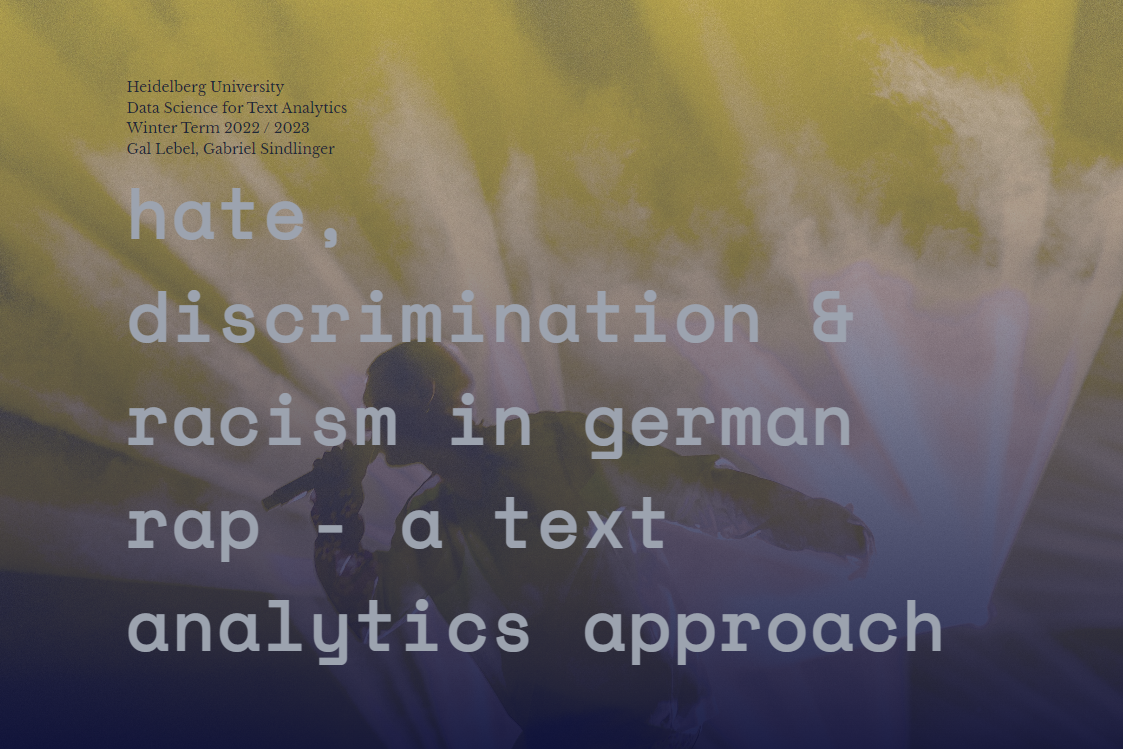 Heidelberg University
Data Science for Text Analytics
Winter Term 2022 / 2023
Gal Lebel, Gabriel Sindlinger
hate,
discrimination &
racism in german
rap - a text
analytics approach